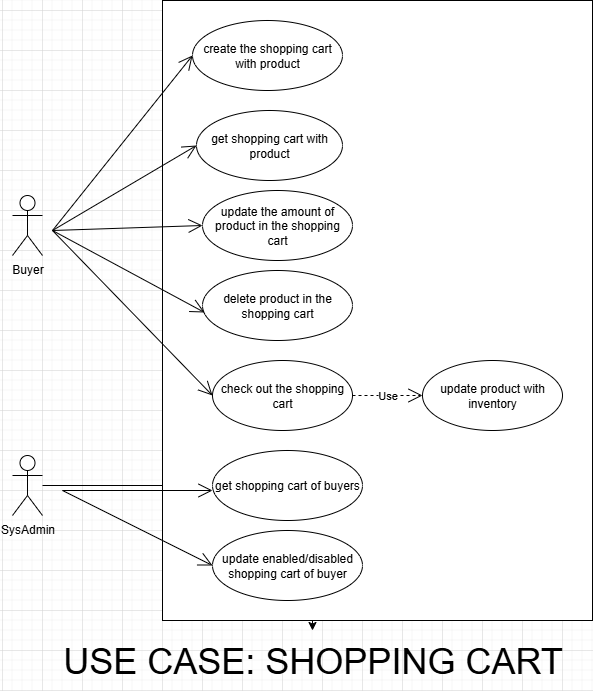 create the shopping cart
with product
get shopping cart with
product
update the amount of
product in the shopping
cart
Buyer
delete product in the
shopping cart
check out the shopping
cart
Use
update product with
inventory
get shopping cart of buyers
SysAdmin
update enabled/disabled
shopping cart of buyer
USE CASE: SHOPPING CART